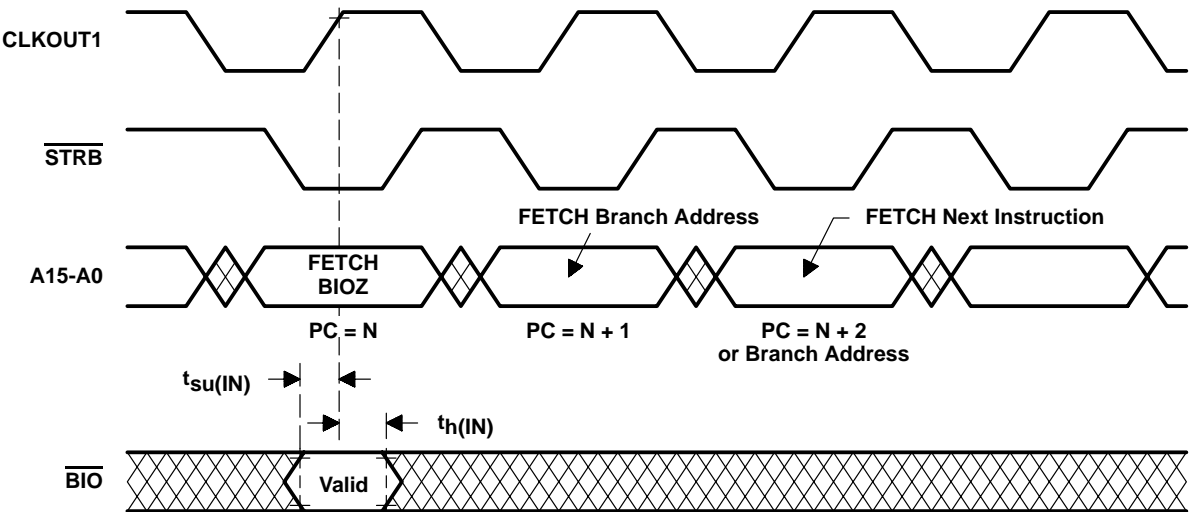 CLKOUT1
STRB
FETCH Branch Address
FETCH Next Instruction
A15-A0
FETCH
BIOZ
PC = N
PC = N + 1
PC = N + 2
or Branch Address
tsu(IN)
th(IN)
BIO
Valid